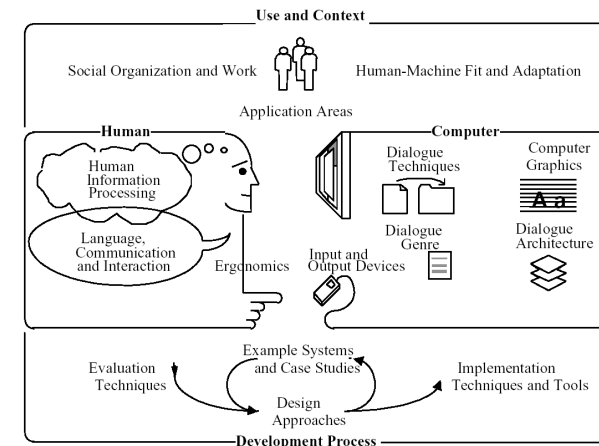 Use and Context
Social Organization and Work
Human-Machine Fit and Adaptation
Application Areas
Human
Computer
Human
Information
Processing
Language,
Communication
and Interaction
Ergonomics
Dialogue
Techniques
Computer
Graphics
A a
Dialogue
Genre
Dialogue
Architecture
Input and
Output Devices
Example Systems
and Case Studies
Evaluation
Techniques
Implementation
Techniques and Tools
Design
Approaches
Development Process